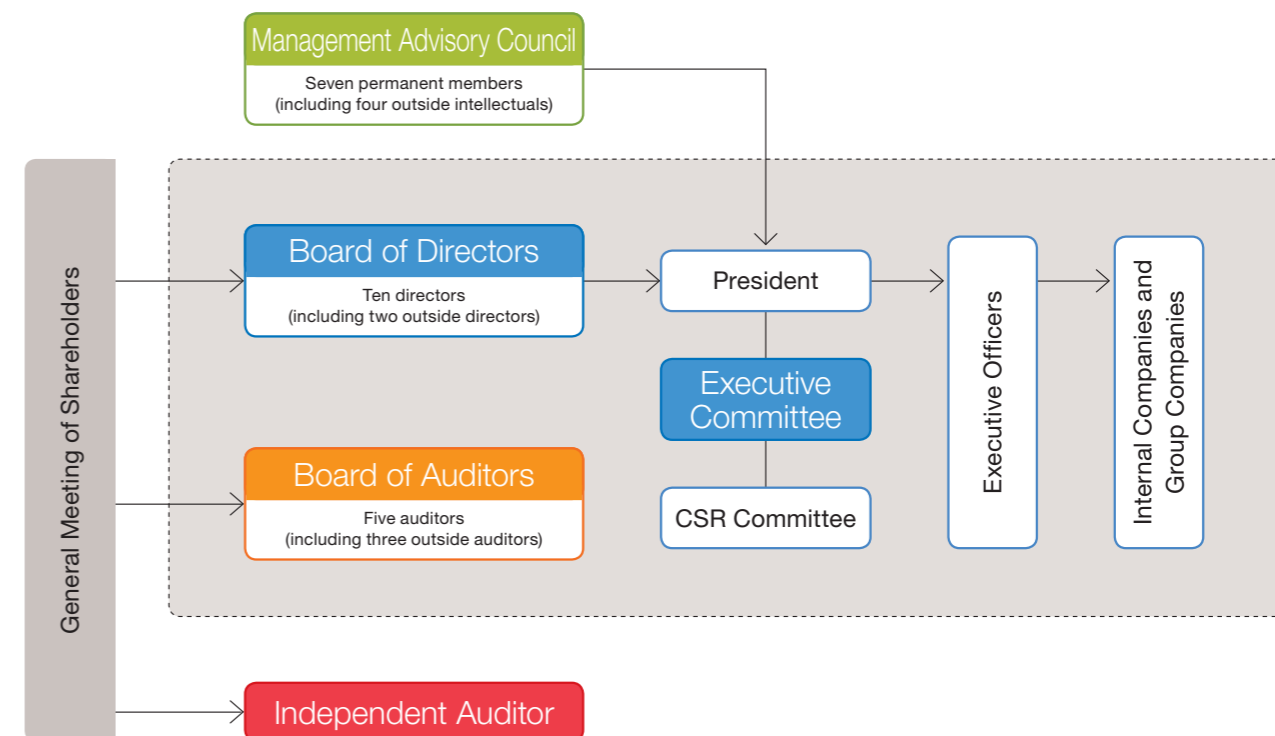 Management Advisory Council
Seven permanent members
(including four outside intellectuals)
General Meeting of Shareholders
Board of Directors
Ten directors
(including two outside directors)
President
Executive
Committee
CSR Committee
Executive Officers
Internal Companies and
Group Companies
Board of Auditors
Five auditors
(including three outside auditors)
Independent Auditor